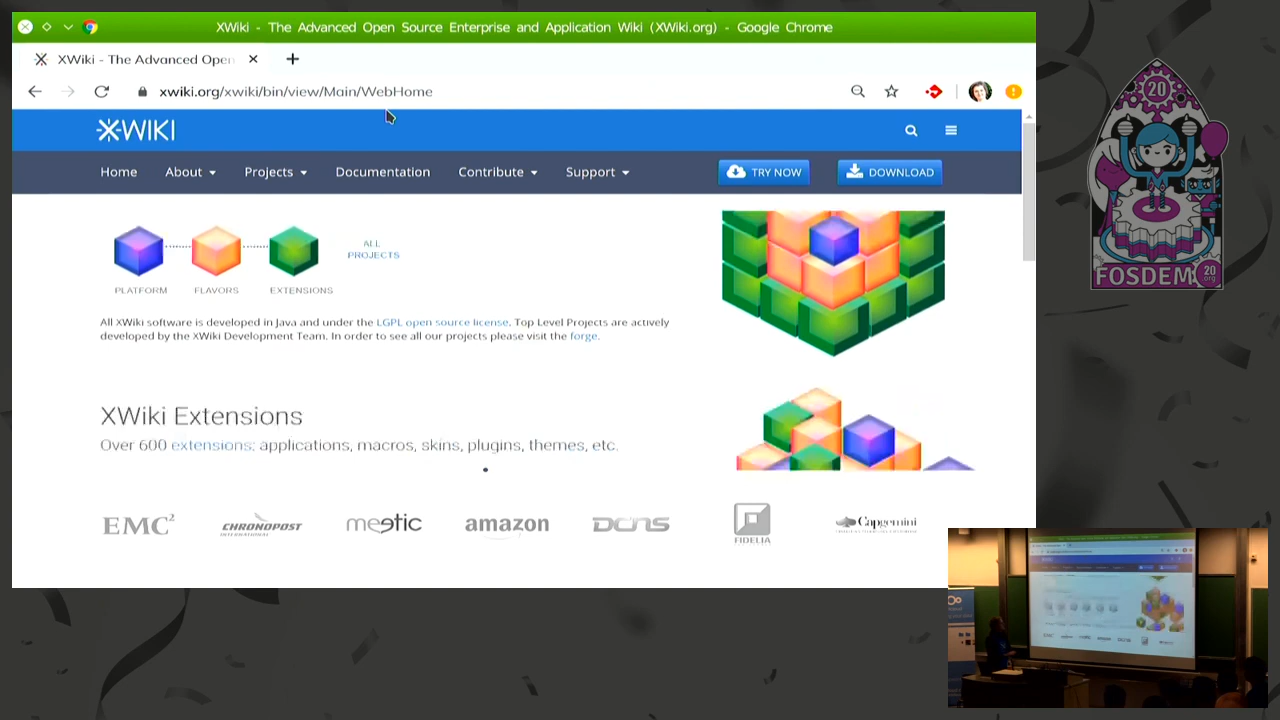 XWiki - The Advanced Open Source Enterprise and Application Wiki (XWiki.org) - Google Chrome
XWiki - The Advanced Open
xwiki.org/xwiki/bin/view/Main/WebHome
XWIKI
Home About Projects Documentation Contribute Support TRY NOW DOWNLOAD
ALL
PROJECTS
PLATFORM FLAVORS EXTENSIONS
All XWiki software is developed in Java and under the LGPL open source license. Top Level Projects are actively
developed by the XWiki Development Team. In order to see all our projects please visit the forge.
XWiki Extensions
Over 600 extensions: applications, macros, skins, plugins, themes, etc.
EMC2 CHRONOPOST INTERNATIONAL meetic amazon DCNS FIDELIA Capgemini
20
FOSDEM 20
.org